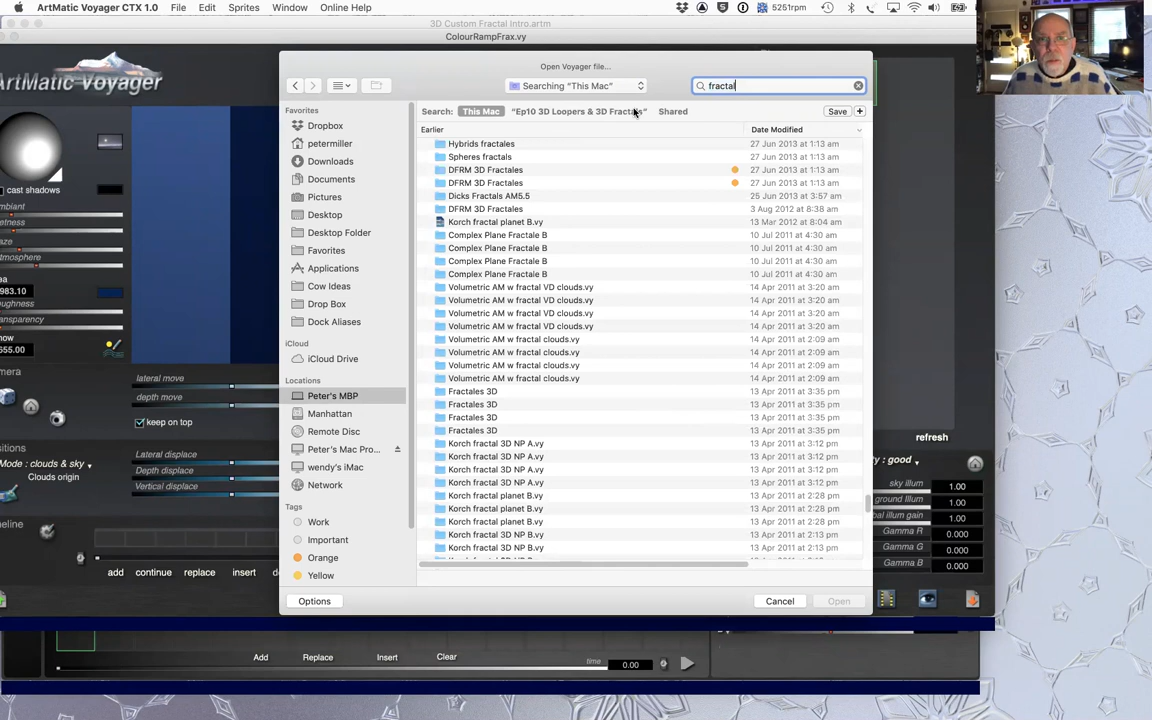 ArtMatic Voyager CTX 1.0 File Edit Sprites Window Online Help 5251rpm
3D Custom Fractal Intro.artm
ColourRampFrax.vy
ArtMatic Voyager
Open Voyager file...
Searching "This Mac"
fractal
Search: This Mac "Ep10 3D Loopers & 3D Fractals" Shared Save
Earlier Date Modified
Hybrids fractales 27 Jun 2013 at 1:13 am
Spheres fractals 27 Jun 2013 at 1:13 am
DFRM 3D Fractales 27 Jun 2013 at 1:13 am
DFRM 3D Fractales 27 Jun 2013 at 1:13 am
Dicks Fractals AM5.5 25 Jun 2013 at 3:57 am
DFRM 3D Fractales 3 Aug 2012 at 8:38 am
Korch fractal planet B.vy 13 Mar 2012 at 8:04 am
Complex Plane Fractale B 10 Jul 2011 at 4:30 am
Complex Plane Fractale B 10 Jul 2011 at 4:30 am
Complex Plane Fractale B 10 Jul 2011 at 4:30 am
Complex Plane Fractale B 10 Jul 2011 at 4:30 am
Volumetric AM w fractal VD clouds.vy 14 Apr 2011 at 3:20 am
Volumetric AM w fractal VD clouds.vy 14 Apr 2011 at 3:20 am
Volumetric AM w fractal VD clouds.vy 14 Apr 2011 at 3:20 am
Volumetric AM w fractal VD clouds.vy 14 Apr 2011 at 3:20 am
Volumetric AM w fractal clouds.vy 14 Apr 2011 at 2:09 am
Volumetric AM w fractal clouds.vy 14 Apr 2011 at 2:09 am
Volumetric AM w fractal clouds.vy 14 Apr 2011 at 2:09 am
Volumetric AM w fractal clouds.vy 14 Apr 2011 at 2:09 am
Fractales 3D 13 Apr 2011 at 3:35 pm
Fractales 3D 13 Apr 2011 at 3:35 pm
Fractales 3D 13 Apr 2011 at 3:35 pm
Fractales 3D 13 Apr 2011 at 3:35 pm
Korch fractal 3D NP A.vy 13 Apr 2011 at 3:12 pm
Korch fractal 3D NP A.vy 13 Apr 2011 at 3:12 pm
Korch fractal 3D NP A.vy 13 Apr 2011 at 3:12 pm
Korch fractal 3D NP A.vy 13 Apr 2011 at 3:12 pm
Korch fractal planet B.vy 13 Apr 2011 at 2:28 pm
Korch fractal planet B.vy 13 Apr 2011 at 2:28 pm
Korch fractal planet B.vy 13 Apr 2011 at 2:28 pm
Korch fractal 3D NP B.vy 13 Apr 2011 at 2:13 pm
Korch fractal 3D NP B.vy 13 Apr 2011 at 2:13 pm
Favorites
Dropbox
petermiller
Downloads
Documents
Pictures
Desktop
Desktop Folder
Favorites
Applications
Cow Ideas
Drop Box
Dock Aliases
iCloud
iCloud Drive
Locations
Peter's MBP
Manhattan
Remote Disc
Peter's Mac Pro...
wendy's iMac
Network
Tags
Work
Important
Orange
Yellow
Options Cancel Open
cast shadows
983.10
555.00
lateral move
depth move
keep on top
Mode : clouds & sky
Clouds origin
Lateral displace
Depth displace
Vertical displace
add continue replace insert
refresh
: good
sky illum 1.00
ground Illum 1.00
bal illum gain 1.00
Gamma R 0.000
Gamma G 0.000
Gamma B 0.000
Add Replace Insert Clear time 0.00